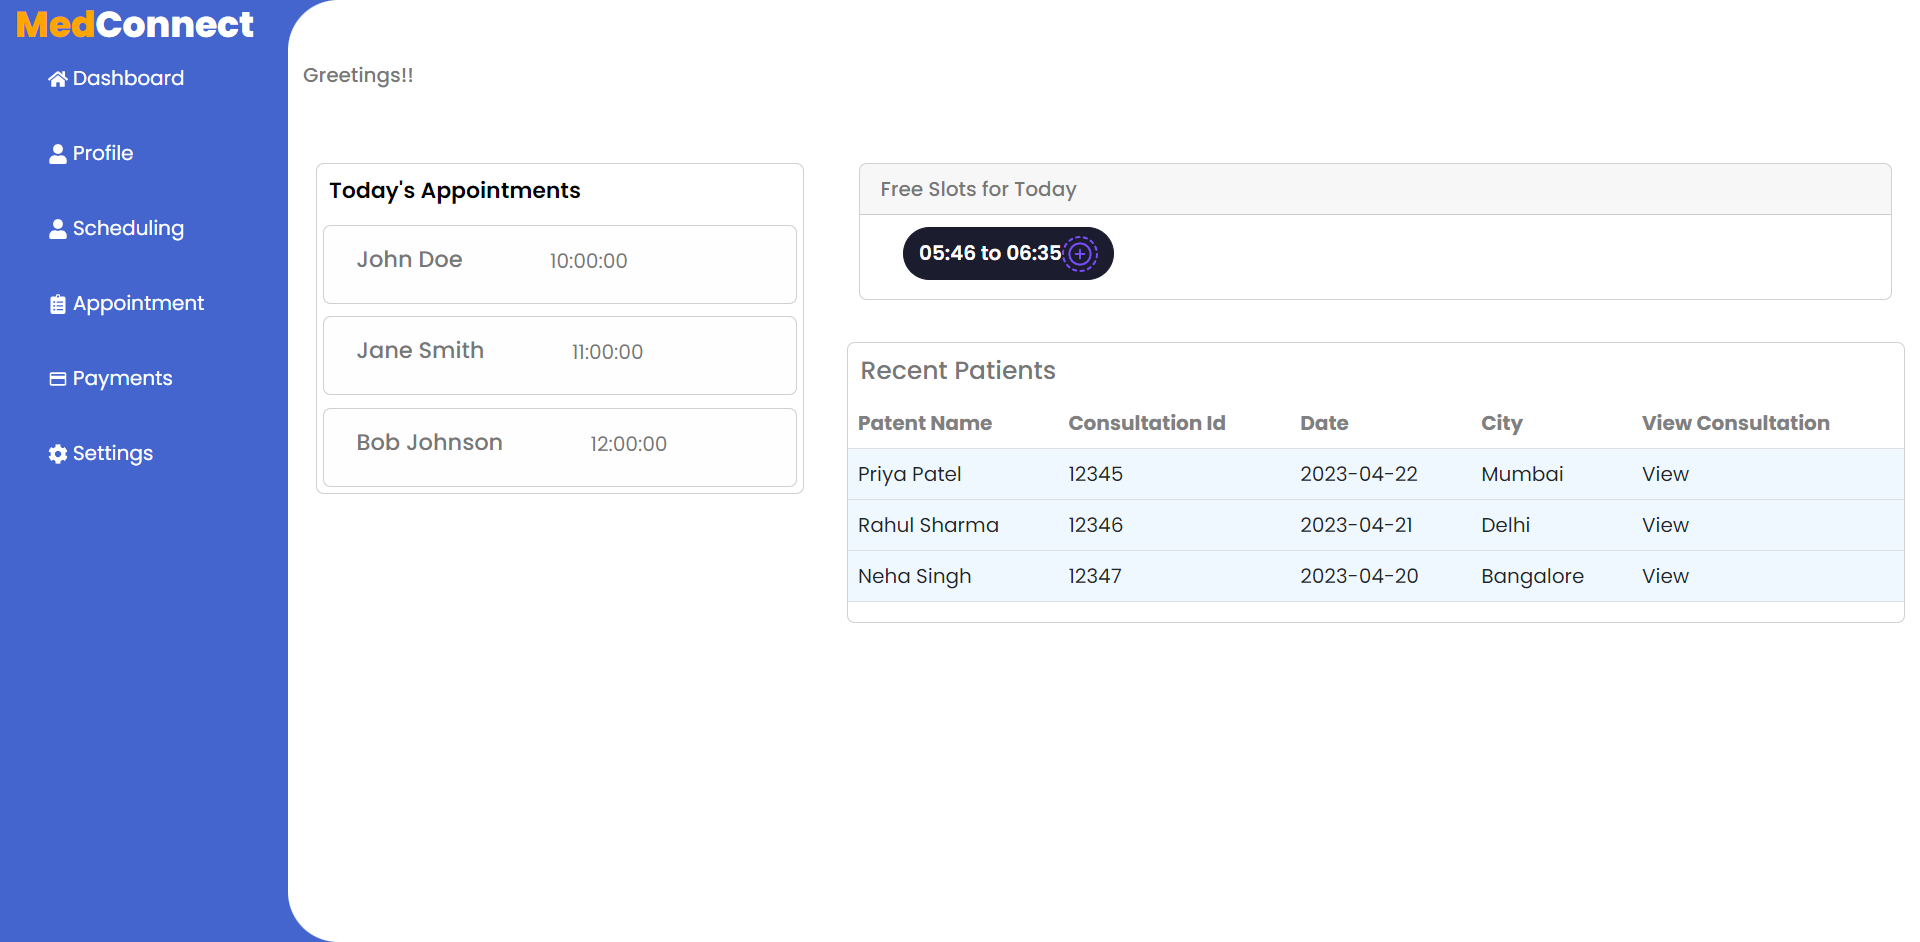 MedConnect
Dashboard
Profile
Scheduling
Appointment
Payments
Settings
Greetings!!
Today's Appointments
John Doe 10:00:00
Jane Smith 11:00:00
Bob Johnson 12:00:00
Free Slots for Today
05:46 to 06:35
Recent Patients
Patent Name Consultation Id Date City View Consultation
Priya Patel 12345 2023-04-22 Mumbai View
Rahul Sharma 12346 2023-04-21 Delhi View
Neha Singh 12347 2023-04-20 Bangalore View